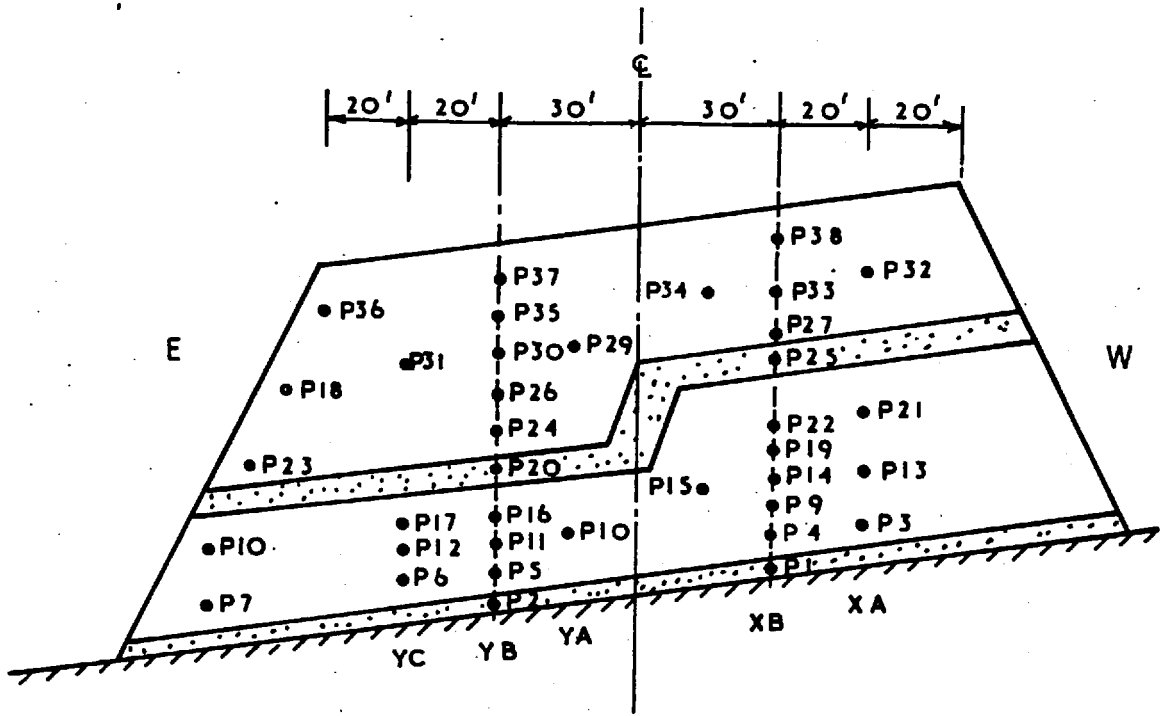 ℄
20' 20' 30' 30' 20' 20'
P38
P37 P32
P34 P33
P36 P35
P27
P30 P29
P31 P25
E W
P18 P26
P21
P24 P22
P19
P23 P20 P13
P14
P15
P9
P17 P16 P3
P10 P12 P11 P10 P4
P6 P5 P1
P7 P2
XA
XB
YA
YB
YC